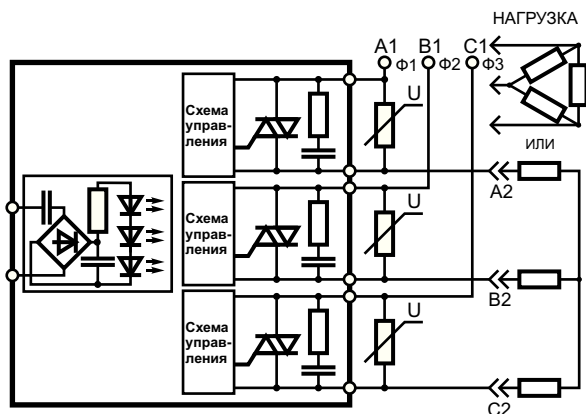 НАГРУЗКА
A1 B1 C1
Ф1 Ф2 Ф3
U
Схема
управ-
ления
ИЛИ
A2
Схема
управ-
ления
U
B2
Схема
управ-
ления
U
C2